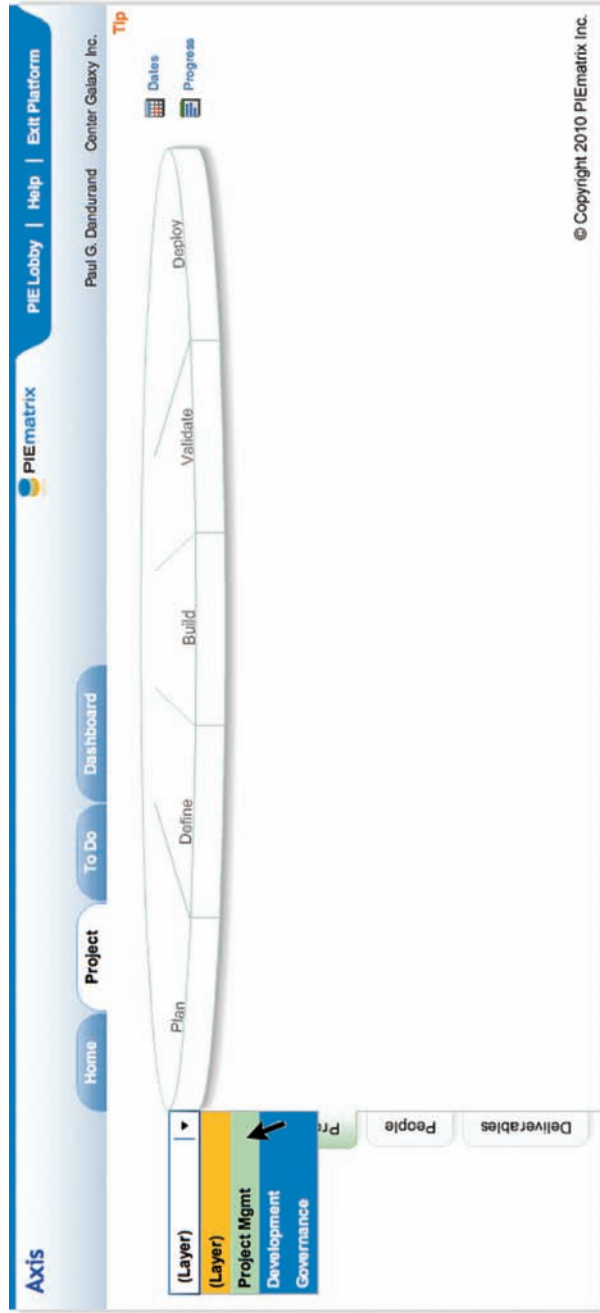 Axis
PIEmatrix
PIE Lobby | Help | Exit Platform
Home
Project
To Do
Dashboard
Paul G. Dandurand Center Galaxy Inc.
Tip
(Layer)
(Layer)
Project Mgmt
Development
Governance
Plan
Define
Build
Validate
Deploy
Dates
Progress
People
Deliverables
© Copyright 2010 PIEmatrix Inc.